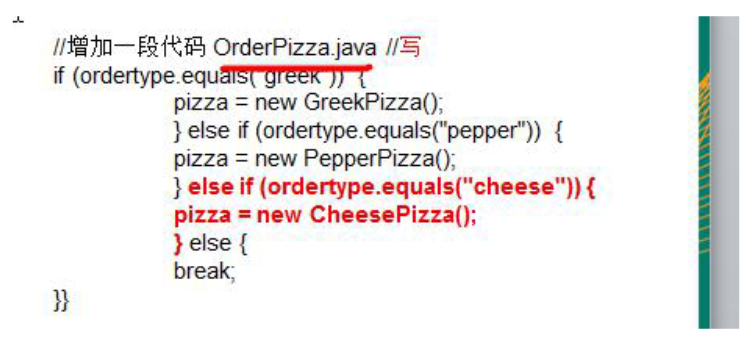 //增加一段代码 OrderPizza.java //写
if (ordertype.equals("greek")) {
pizza = new GreekPizza();
} else if (ordertype.equals("pepper")) {
pizza = new PepperPizza();
} else if (ordertype.equals("cheese")) {
pizza = new CheesePizza();
} else {
break;
}}